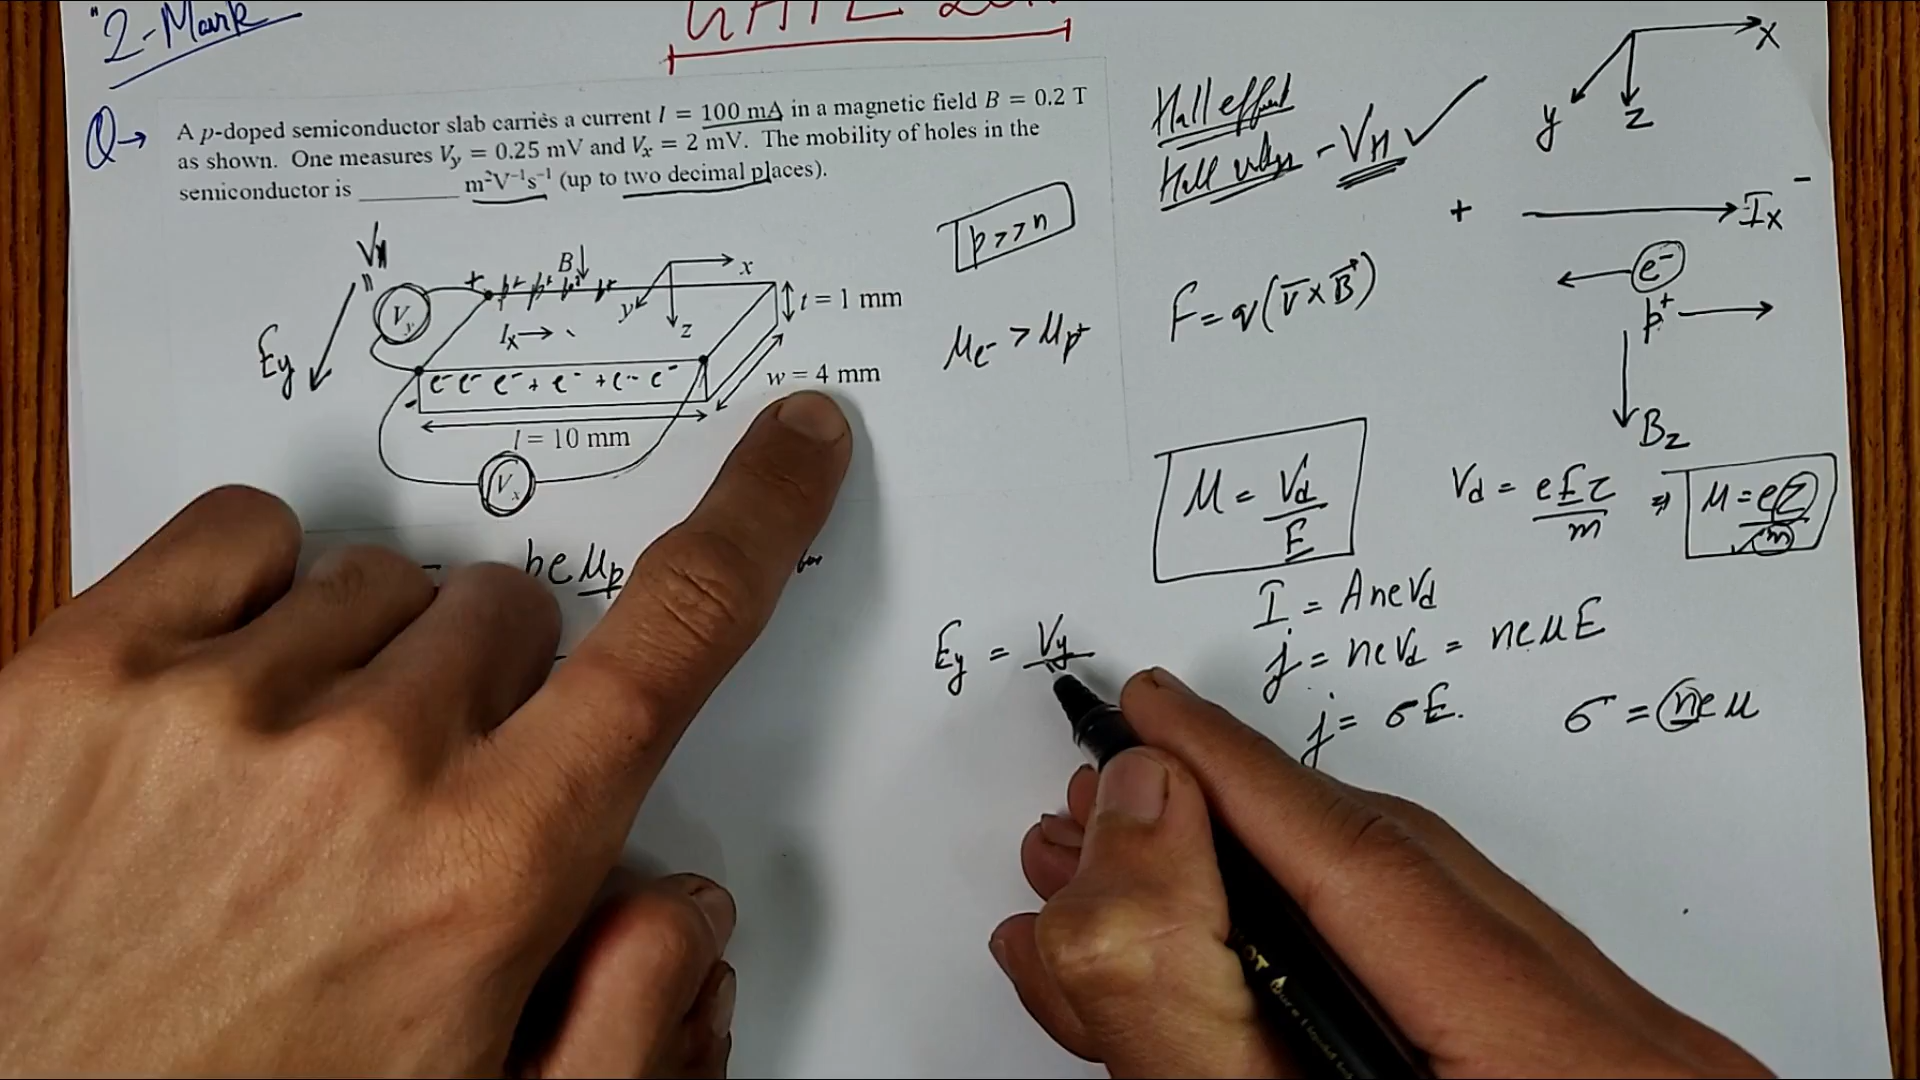 "2-Mark
Q→
A p-doped semiconductor slab carries a current I = 100 mA in a magnetic field B = 0.2 T
as shown. One measures Vy = 0.25 mV and Vx = 2 mV. The mobility of holes in the
semiconductor is ________ m²V⁻¹s⁻¹ (up to two decimal places).
VH
"
Vy
+
p+ p+ p+ p+
B
x
y
z
Ix→
t = 1 mm
Ey
e⁻ e⁻ e⁻ + e⁻ + e⁻ e⁻
-
w = 4 mm
l = 10 mm
Vx
p>>n
μe⁻ > μp+
peμp
Ey = Vy
Hall effect
Hall voltage - VH ✓
F = q(v̄×B̄)
x
y
z
+ Ix -
e⁻
p+
Bz
μ = Vd/E
Vd = eEτ/m ⇒ μ = eτ/m
I = AneVd
j = neVd = neμE
j = σE. σ = neμ